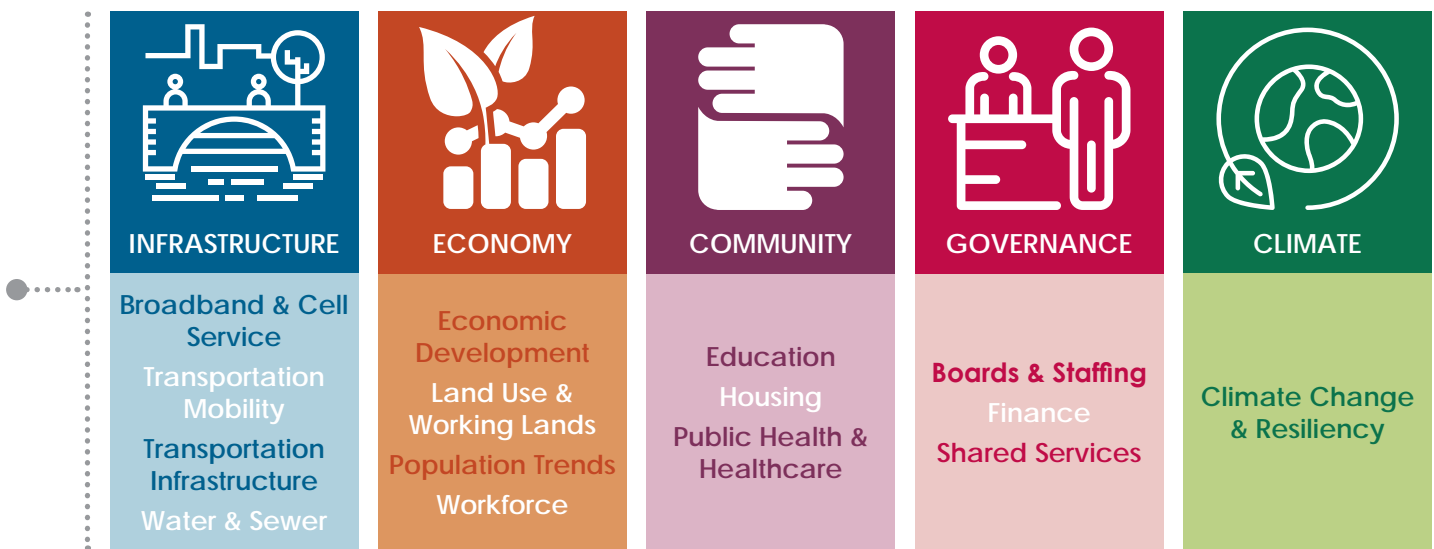 INFRASTRUCTURE
Broadband & Cell
Service
Transportation
Mobility
Transportation
Infrastructure
Water & Sewer
ECONOMY
Economic
Development
Land Use &
Working Lands
Population Trends
Workforce
COMMUNITY
Education
Housing
Public Health &
Healthcare
GOVERNANCE
Boards & Staffing
Finance
Shared Services
CLIMATE
Climate Change
& Resiliency